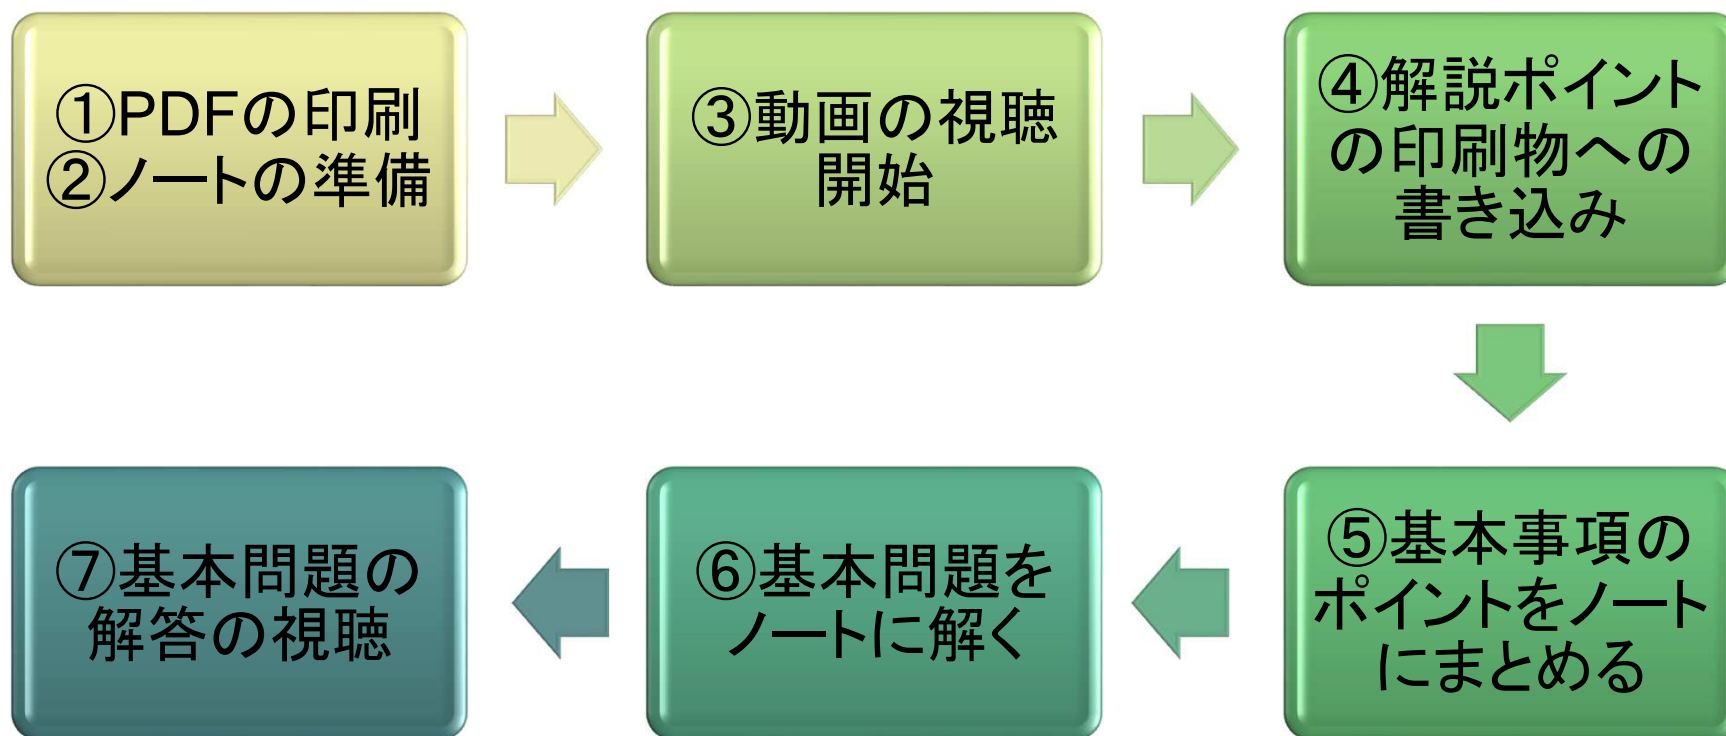 ①PDFの印刷
②ノートの準備
③動画の視聴
開始
④解説ポイント
の印刷物への
書き込み
⑤基本事項の
ポイントをノート
にまとめる
⑥基本問題を
ノートに解く
⑦基本問題の
解答の視聴